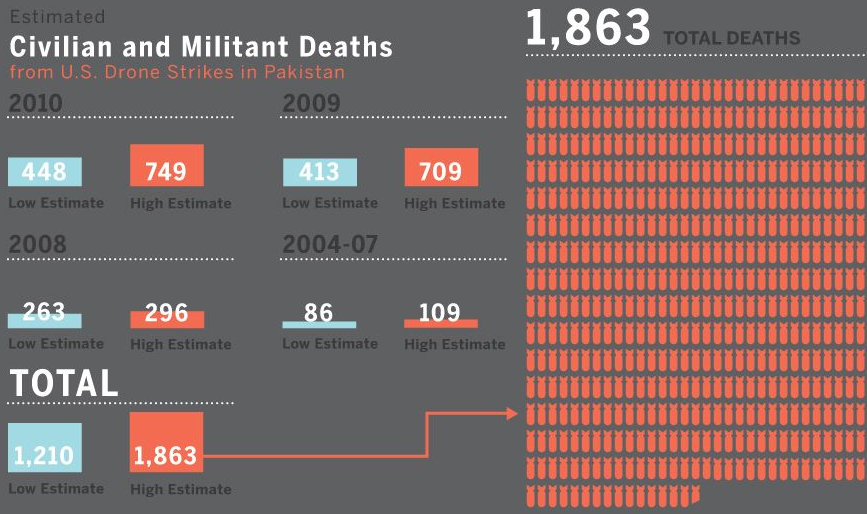 Estimated
Civilian and Militant Deaths
from U.S. Drone Strikes in Pakistan
2010
448
749
Low Estimate
High Estimate
2009
413
709
Low Estimate
High Estimate
2008
263
296
Low Estimate
High Estimate
2004-07
86
109
Low Estimate
High Estimate
TOTAL
1,210
1,863
Low Estimate
High Estimate
1,863 TOTAL DEATHS